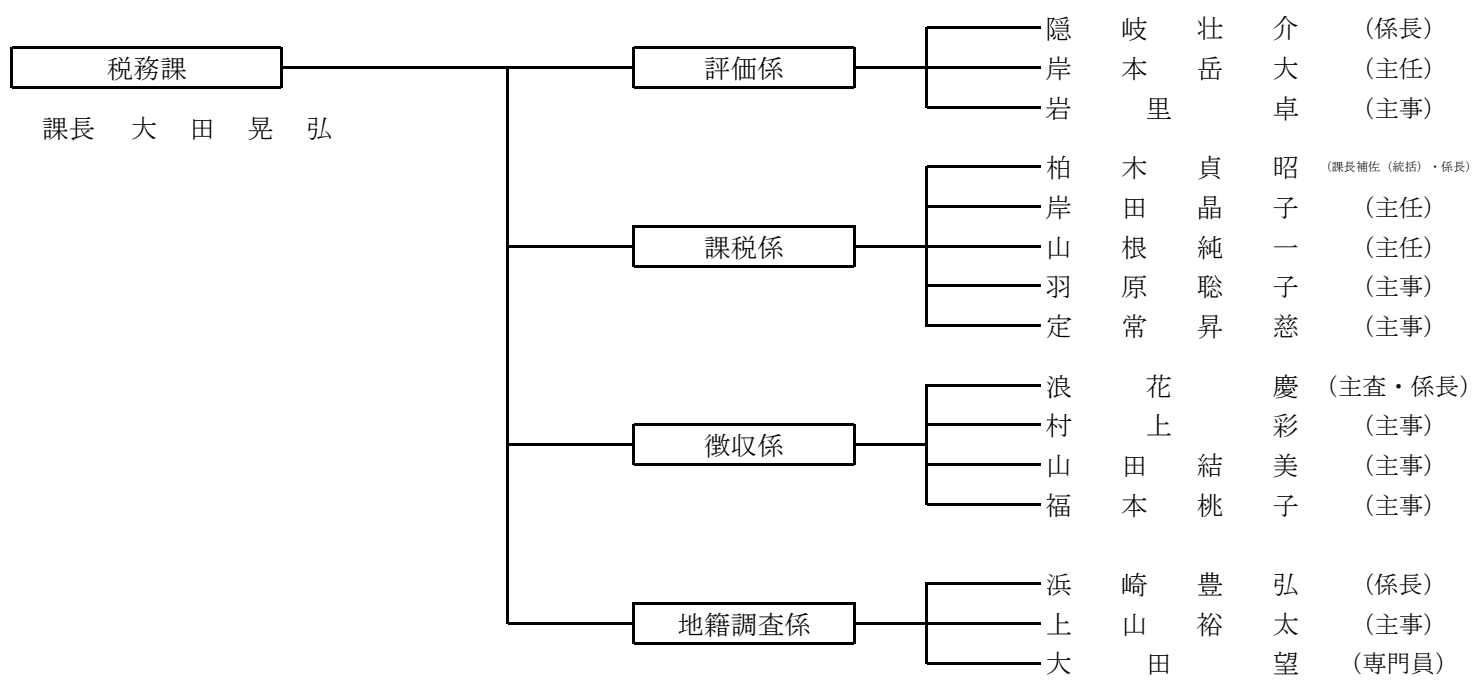 税務課
課長 大田晃弘
評価係
隠岐壮介 (係長)
岸本岳大 (主任)
岩里卓 (主事)
課税係
柏木貞昭 (課長補佐(統括)・係長)
岸田晶子 (主任)
山根純一 (主任)
羽原聡子 (主事)
定常昇慈 (主事)
徴収係
浪花慶 (主査・係長)
村上彩 (主事)
山田結美 (主事)
福本桃子 (主事)
地籍調査係
浜崎豊弘 (係長)
上山裕太 (主事)
大田望 (専門員)